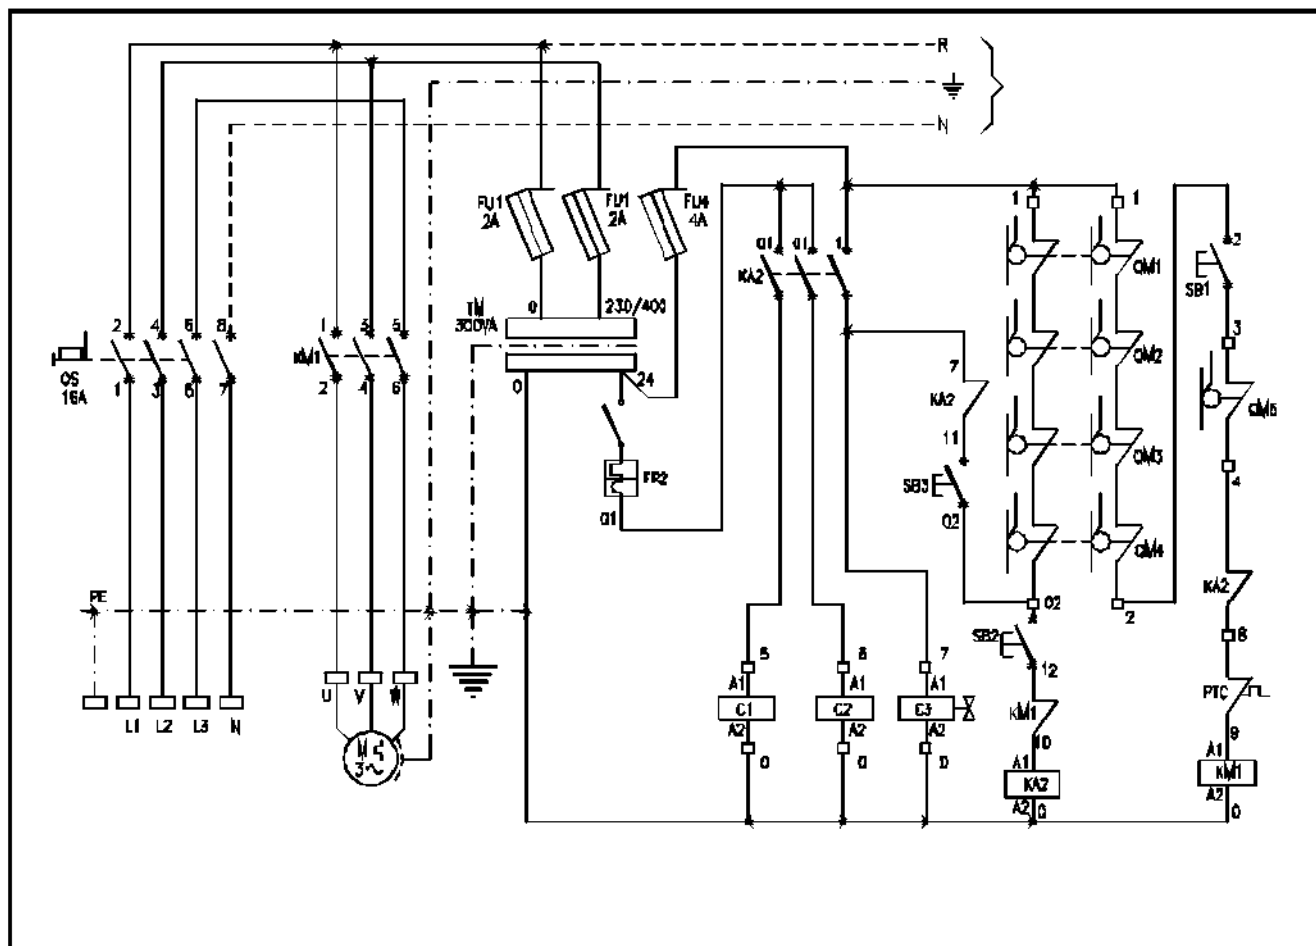 R
N
FU1
2A
FU1
2A
FU4
4A
1
1
01
01
1
KA2
QM1
2
SB1
0
230/400
TM
300VA
2
4
6
8
1
3
5
KM1
QS
16A
1
3
5
7
2
4
6
0
24
3
QM2
7
KA2
QM5
11
SB3
02
FR2
01
QM3
4
QM4
KA2
PE
02
2
SB2
8
12
5
6
7
U
V
W
A1
A1
A1
PTC
L1
L2
L3
N
C1
C2
C3
KM1
A2
A2
A2
9
10
M
3~
0
0
0
A1
A1
KA2
KM1
A2
0
A2
0